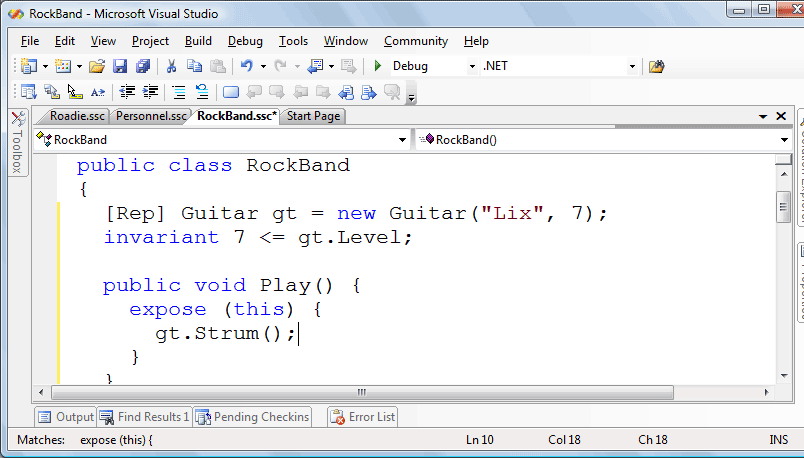 RockBand - Microsoft Visual Studio
File Edit View Project Build Debug Tools Window Community Help
Debug .NET
A.B
Toolbox
Roadie.ssc Personnel.ssc RockBand.ssc* Start Page
RockBand RockBand()
public class RockBand
{
[Rep] Guitar gt = new Guitar("Lix", 7);
invariant 7 <= gt.Level;
public void Play() {
expose (this) {
gt.Strum();
}
}
Output Find Results 1 Pending Checkins Error List
Matches: expose (this) { Ln 10 Col 18 Ch 18 INS